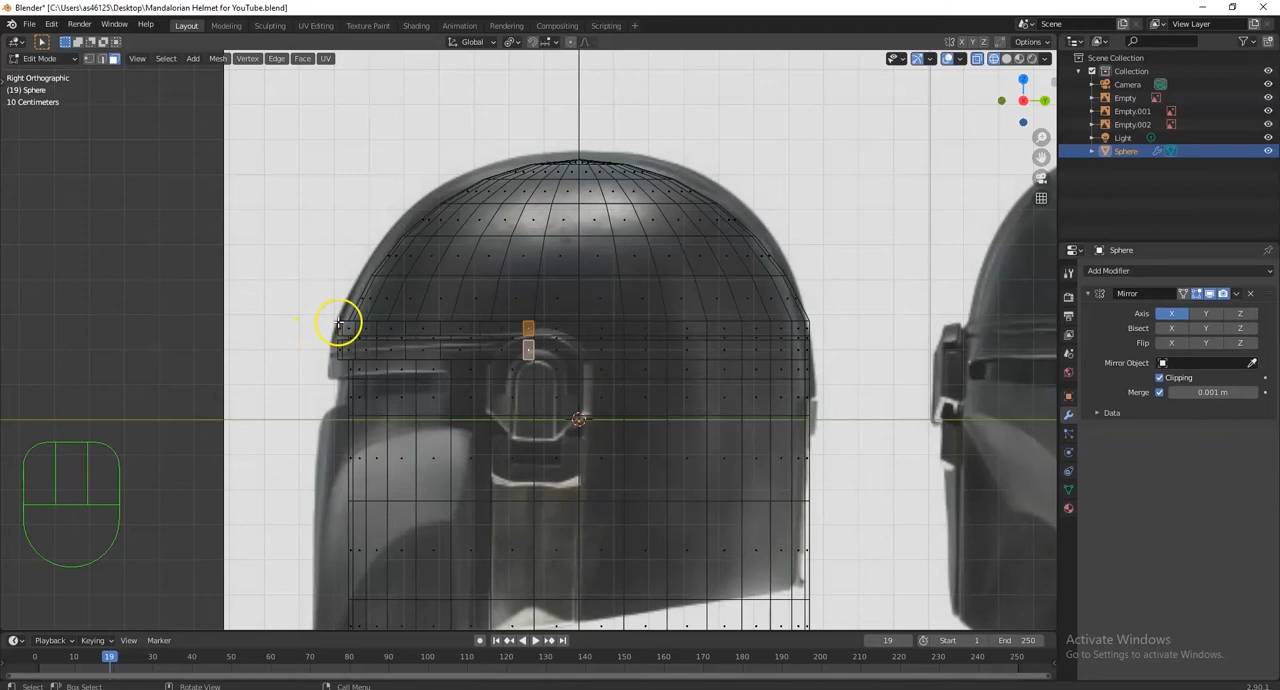 Blender* [C:\Users\as46125\Desktop\Mandalorian Helmet for YouTube.blend]
File Edit Render Window Help Layout Modeling Sculpting UV Editing Texture Paint Shading Animation Rendering Compositing Scripting Scene View Layer
Global Options
Edit Mode View Select Add Mesh Vertex Edge Face UV X Y Z
Right Orthographic
(19) Sphere
10 Centimeters
Scene Collection
Collection
Camera
Empty
Empty.001
Empty.002
Light
Sphere
Sphere
Add Modifier
Mirror
Axis X Y Z
Bisect X Y Z
Flip X Y Z
Mirror Object
Clipping
Merge 0.001 m
Data
Playback Keying View Marker 19 Start 1 End 250
0 10 19 30 40 50 60 70 80 90 100 110 120 130 140 150 160 170 180 190 200 210 220 230 240 250
Activate Windows
Go to Settings to activate Windows.
Select Box Select Rotate View Call Menu 2.90.1